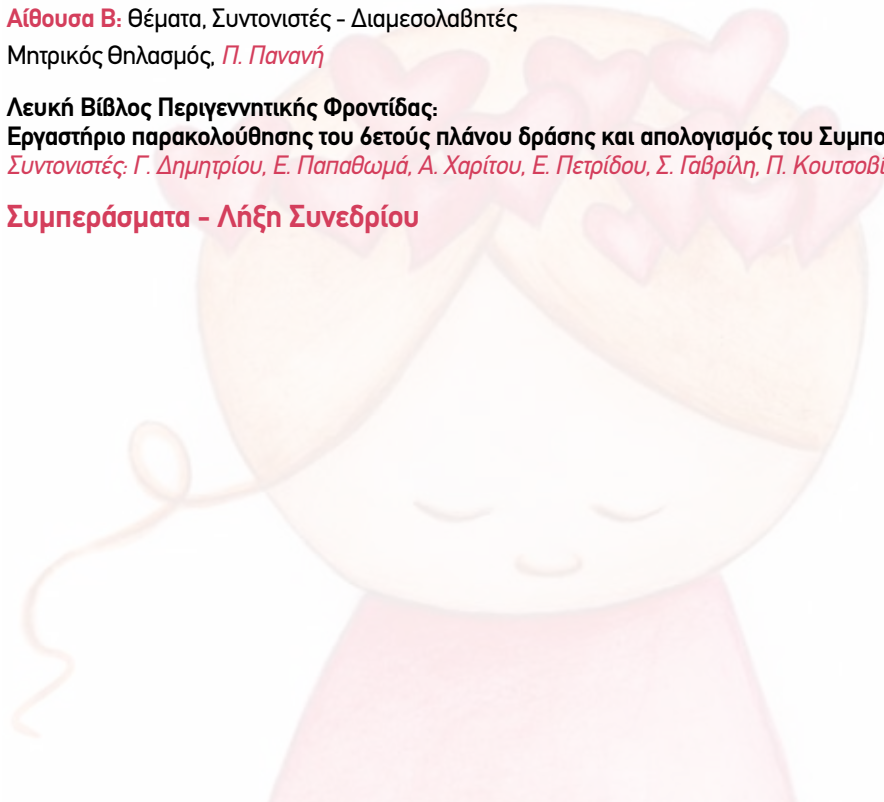 Αίθουσα Β: Θέματα, Συντονιστές - Διαμεσολαβητές
Μητρικός Θηλασμός, Π. Πανανή
Λευκή Βίβλος Περιγεννητικής Φροντίδας:
Εργαστήριο παρακολούθησης του 6ετούς πλάνου δράσης και απολογισμός του
Συντονιστές: Γ. Δημητρίου, Ε. Παπαθωμά, Α. Χαρίτου, Ε. Πετρίδου, Σ. Γαβρίλη, Π.
Συμπεράσματα - Λήξη Συνεδρίου